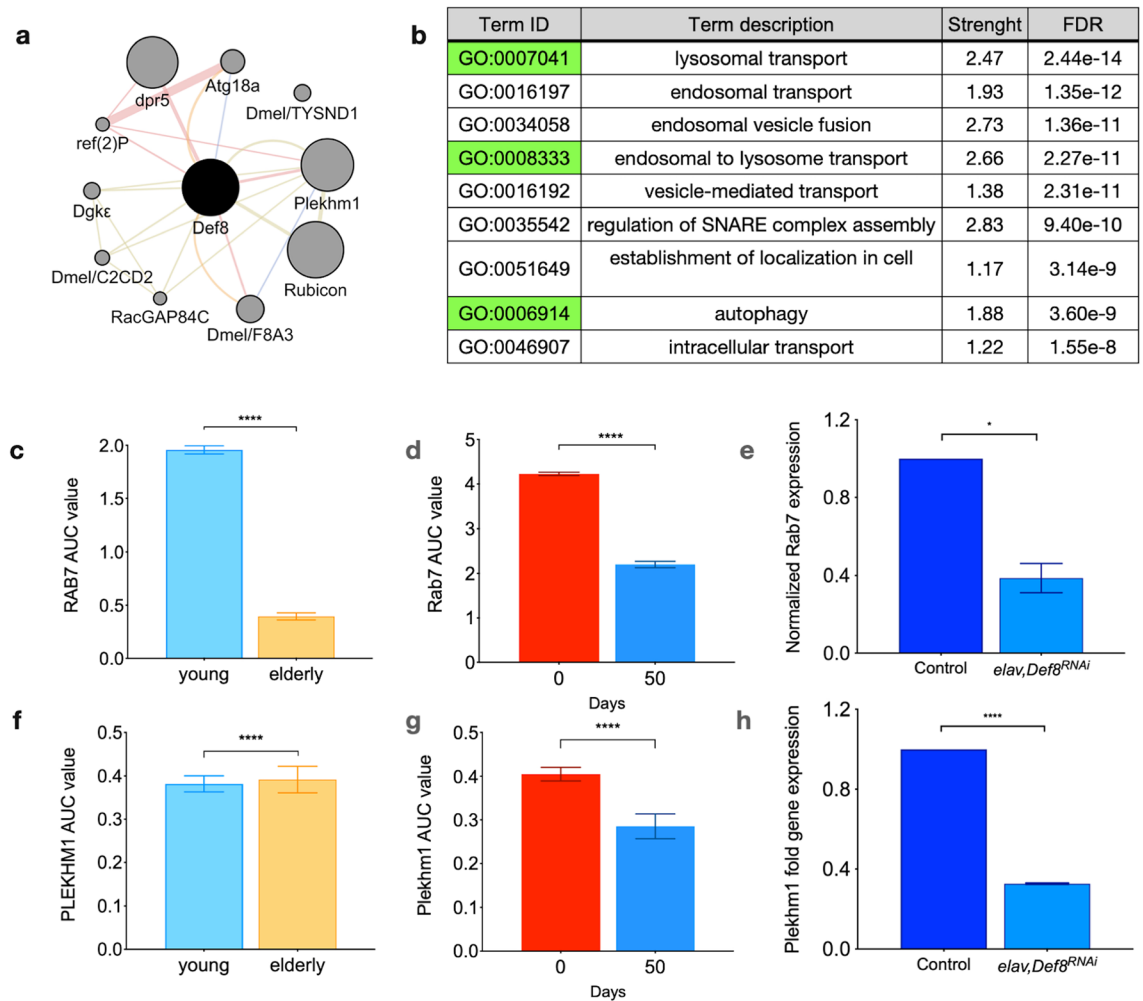 a
dpr5
Atg18a
Dmel/TYSND1
ref(2)P
Plekhm1
Dgkε
Def8
Dmel/C2CD2
Rubicon
RacGAP84C
Dmel/F8A3
b
Term ID Term description Strenght FDR
GO:0007041 lysosomal transport 2.47 2.44e-14
GO:0016197 endosomal transport 1.93 1.35e-12
GO:0034058 endosomal vesicle fusion 2.73 1.36e-11
GO:0008333 endosomal to lysosome transport 2.66 2.27e-11
GO:0016192 vesicle-mediated transport 1.38 2.31e-11
GO:0035542 regulation of SNARE complex assembly 2.83 9.40e-10
GO:0051649 establishment of localization in cell 1.17 3.14e-9
GO:0006914 autophagy 1.88 3.60e-9
GO:0046907 intracellular transport 1.22 1.55e-8
c
RAB7 AUC value
2.0
1.5
1.0
0.5
0.0
****
young elderly
d
Rab7 AUC value
5
4
3
2
1
0
****
0 50
Days
e
Normalized Rab7 expression
1.2
0.8
0.4
0.0
*
Control elav,Def8RNAi
f
PLEKHM1 AUC value
0.5
0.4
0.3
0.2
0.1
0.0
****
young elderly
g
Plekhm1 AUC value
0.5
0.4
0.3
0.2
0.1
0.0
****
0 50
Days
h
Plekhm1 fold gene expression
1.2
0.8
0.4
0.0
****
Control elav,Def8RNAi